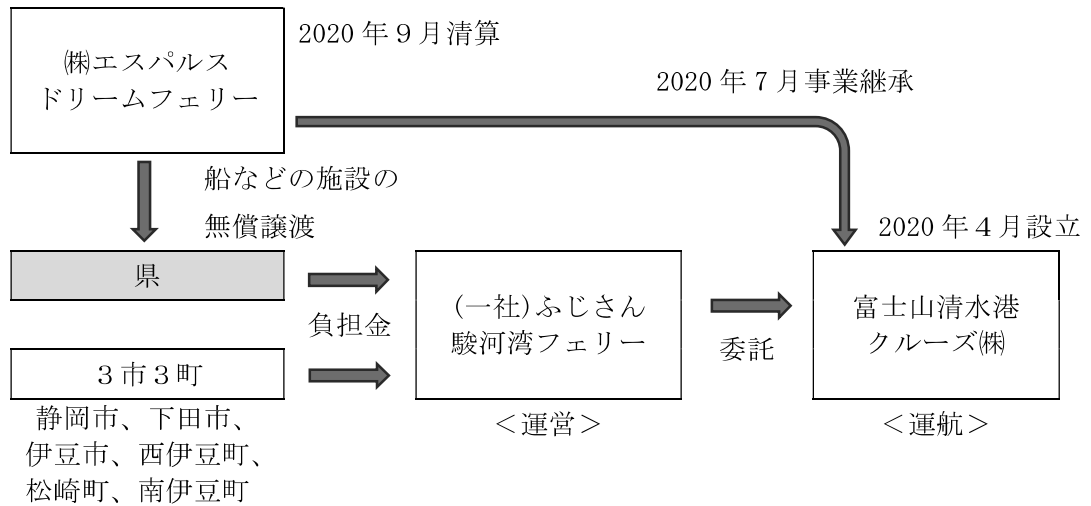 ㈱エスパルス
ドリームフェリー
2020年9月清算
2020年7月事業継承
船などの施設の
無償譲渡
2020年4月設立
県
負担金
(一社)ふじさん
駿河湾フェリー
委託
富士山清水港
クルーズ㈱
3市3町
静岡市、下田市、
伊豆市、西伊豆町、
松崎町、南伊豆町
＜運営＞
＜運航＞